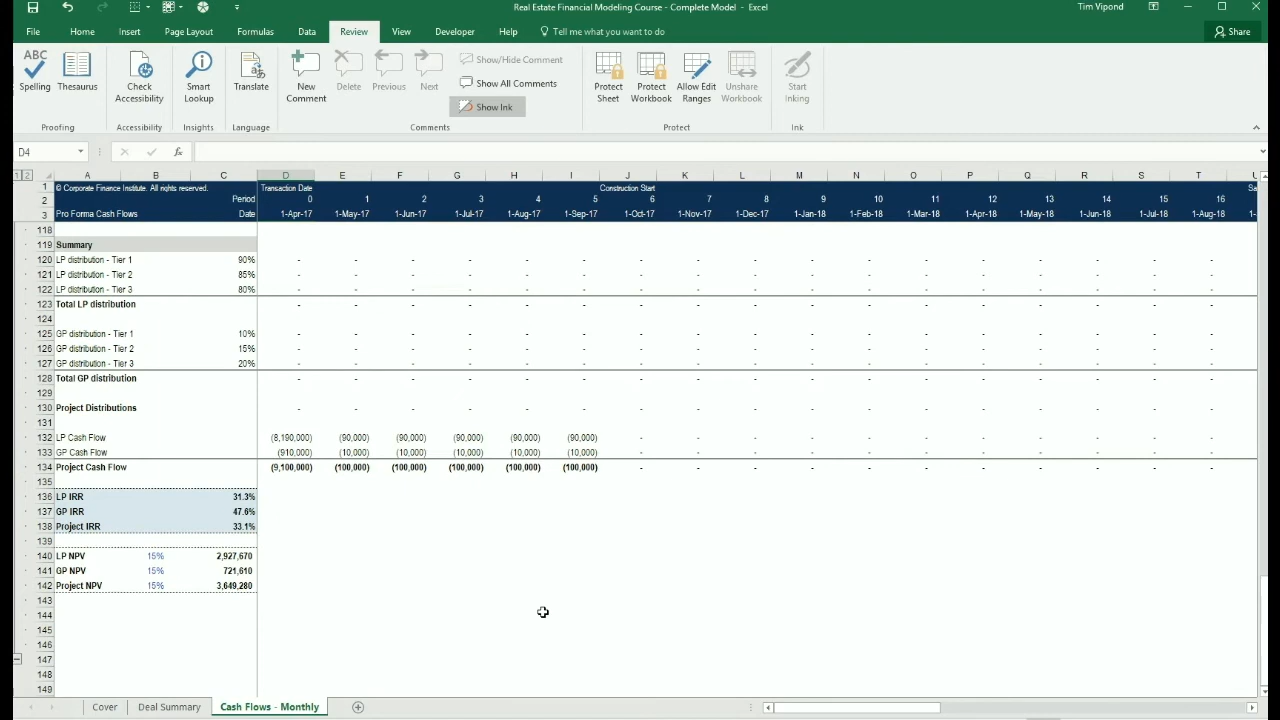 Real Estate Financial Modeling Course - Complete Model - Excel
Tim Vipond
File Home Insert Page Layout Formulas Data Review View Developer Help Tell me what you want to do Share
ABC
Spelling Thesaurus Check Accessibility Smart Lookup Translate New Comment Delete Previous Next Show/Hide Comment Show All Comments Show Ink Protect Sheet Protect Workbook Allow Edit Ranges Unshare Workbook Start Inking
Proofing Accessibility Insights Language Comments Protect Ink
D4 fx
1 2 A B C D E F G H I J K L M N O P Q R S T
1 © Corporate Finance Institute. All rights reserved. Transaction Date Construction Start
2 Period 0 1 2 3 4 5 6 7 8 9 10 11 12 13 14 15 16
3 Pro Forma Cash Flows Date 1-Apr-17 1-May-17 1-Jun-17 1-Jul-17 1-Aug-17 1-Sep-17 1-Oct-17 1-Nov-17 1-Dec-17 1-Jan-18 1-Feb-18 1-Mar-18 1-Apr-18 1-May-18 1-Jun-18 1-Jul-18 1-Aug-18
118
119 Summary
120 LP distribution - Tier 1 90% - - - - - - - - - - - - - - - - -
121 LP distribution - Tier 2 85% - - - - - - - - - - - - - - - - -
122 LP distribution - Tier 3 80% - - - - - - - - - - - - - - - - -
123 Total LP distribution - - - - - - - - - - - - - - - - -
124
125 GP distribution - Tier 1 10% - - - - - - - - - - - - - - - - -
126 GP distribution - Tier 2 15% - - - - - - - - - - - - - - - - -
127 GP distribution - Tier 3 20% - - - - - - - - - - - - - - - - -
128 Total GP distribution - - - - - - - - - - - - - - - - -
129
130 Project Distributions - - - - - - - - - - - - - - - - -
131
132 LP Cash Flow (8,190,000) (90,000) (90,000) (90,000) (90,000) (90,000) - - - - - - - - - - -
133 GP Cash Flow (910,000) (10,000) (10,000) (10,000) (10,000) (10,000) - - - - - - - - - - -
134 Project Cash Flow (9,100,000) (100,000) (100,000) (100,000) (100,000) (100,000) - - - - - - - - - - -
135
136 LP IRR 31.3%
137 GP IRR 47.6%
138 Project IRR 33.1%
139
140 LP NPV 15% 2,927,670
141 GP NPV 15% 721,610
142 Project NPV 15% 3,649,280
143
144
145
146
147
148
149
Cover Deal Summary Cash Flows - Monthly